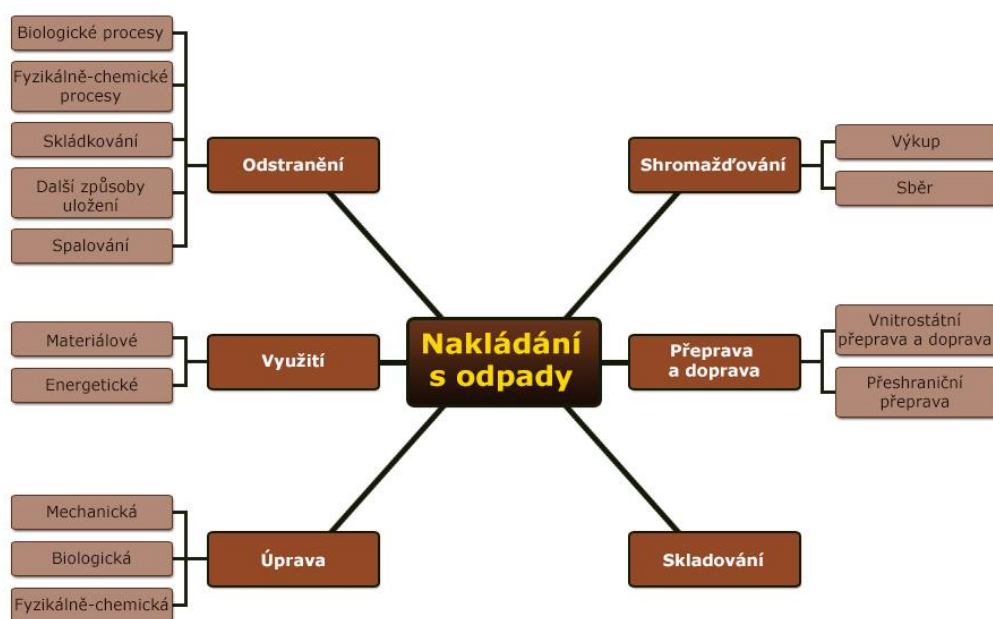 Biologické procesy
Fyzikálně-chemické
procesy
Skládkování
Další způsoby
uložení
Spalování
Odstranění
Materiálové
Energetické
Využití
Mechanická
Biologická
Fyzikálně-chemická
Úprava
Nakládání
s odpady
Shromažďování
Výkup
Sběr
Přeprava
a doprava
Vnitrostátní
přeprava a doprava
Přeshraniční
přeprava
Skladování